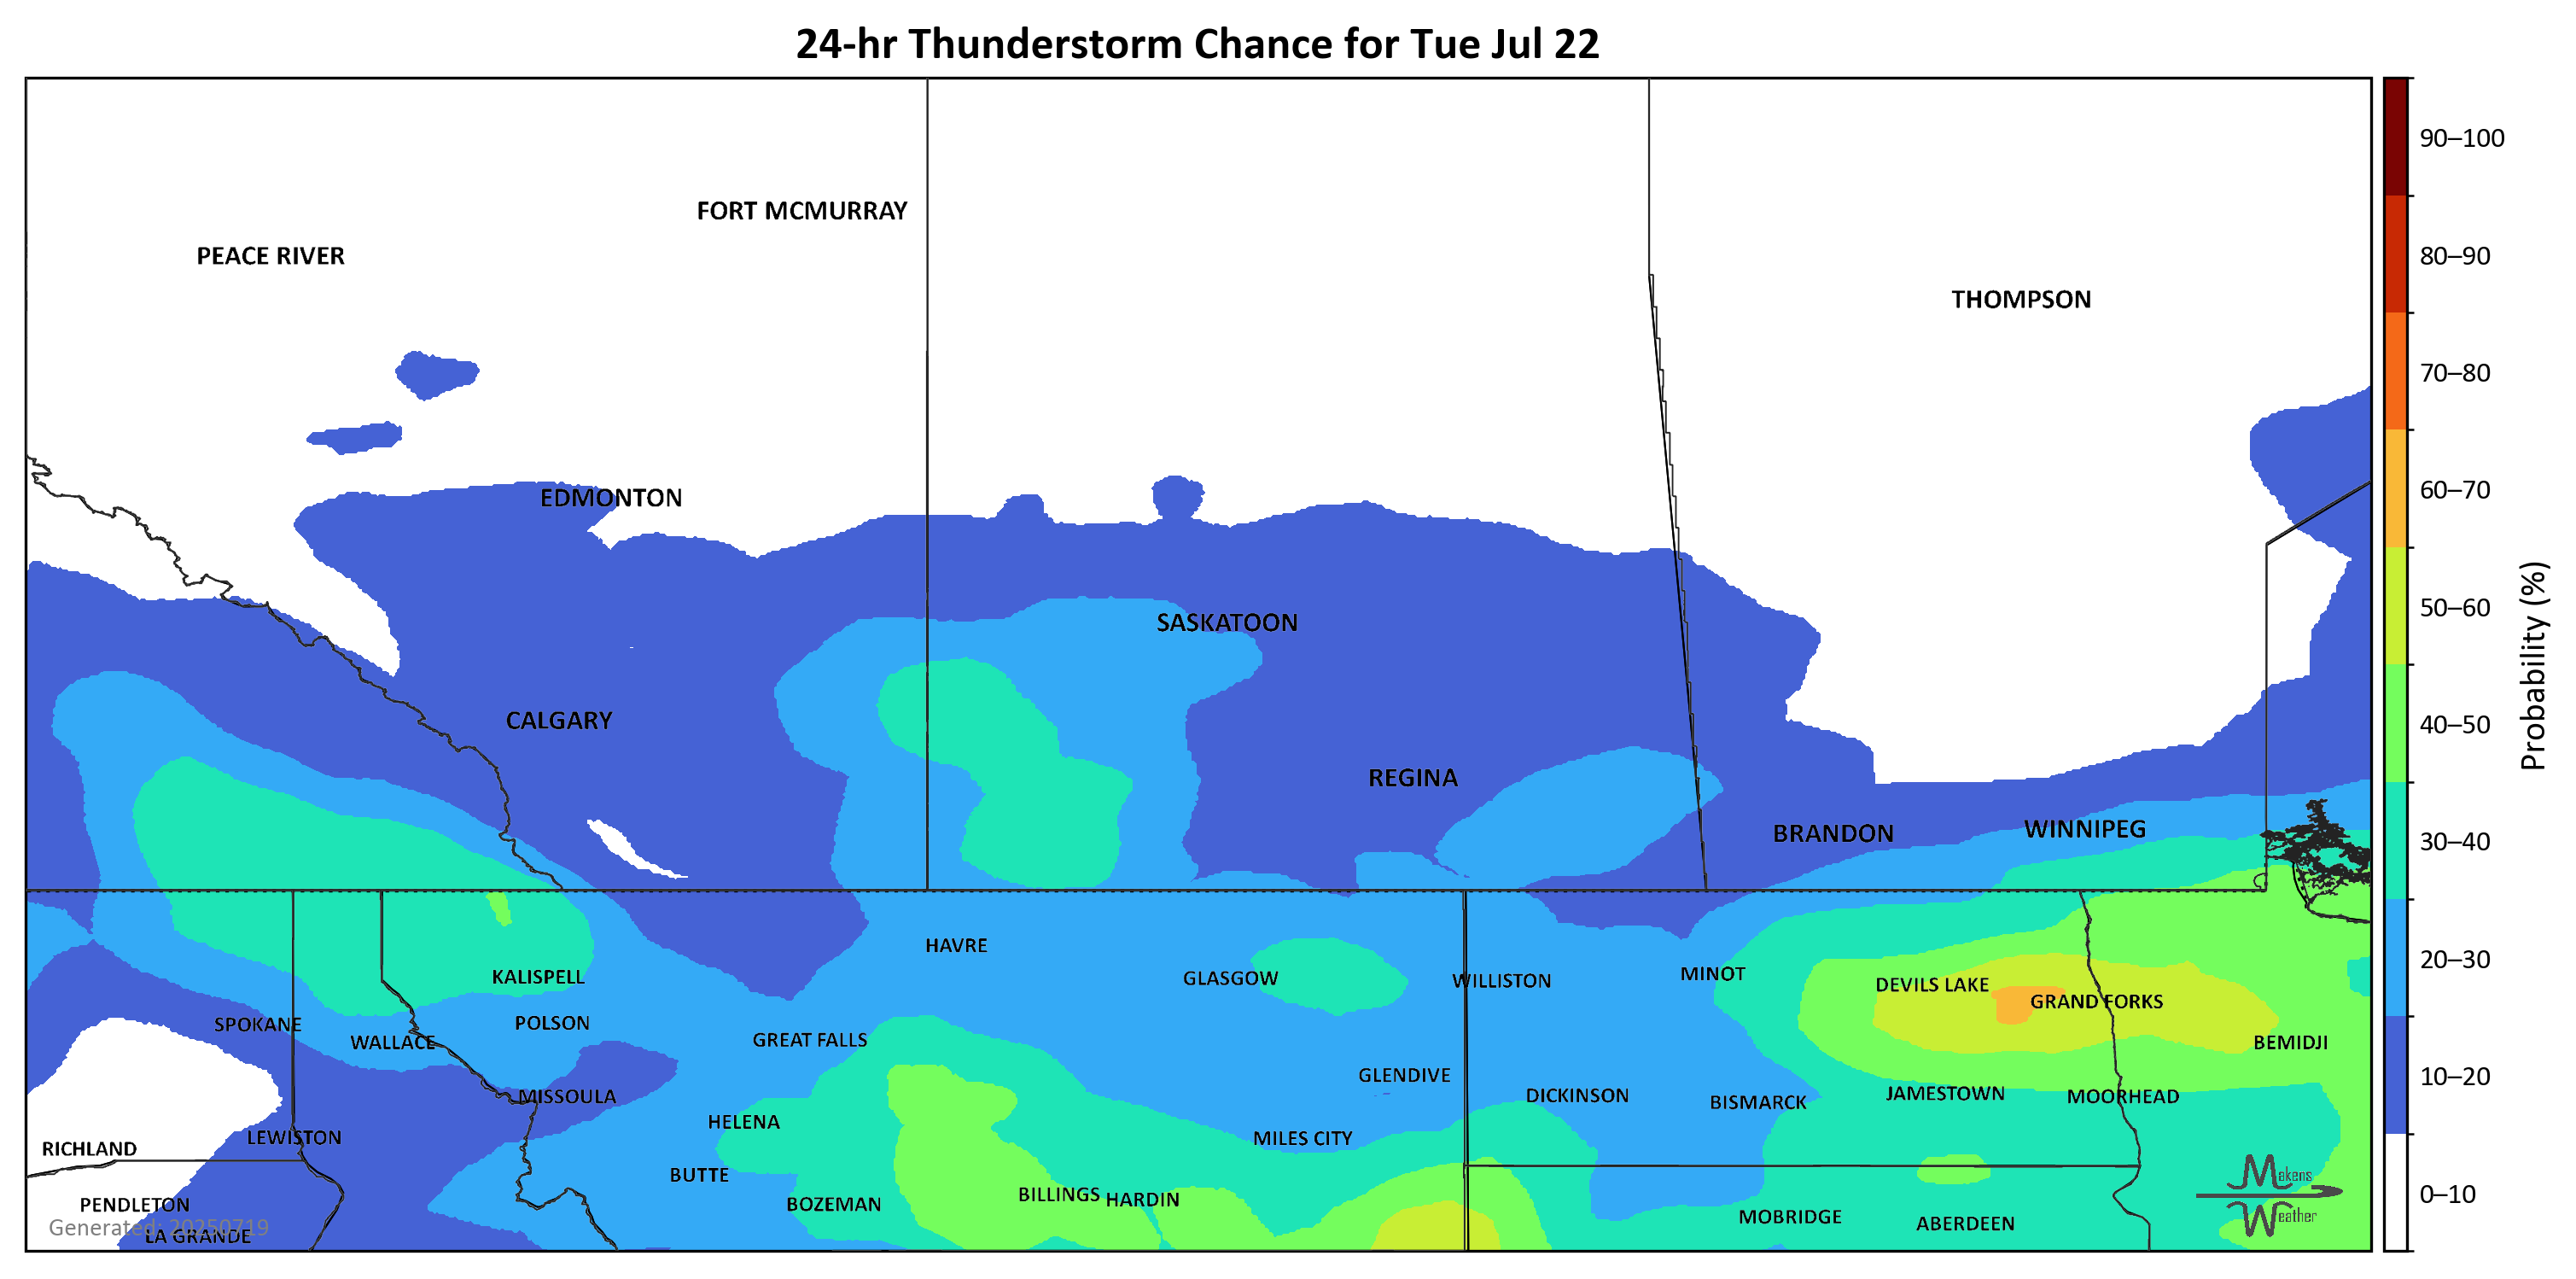 24-hr Thunderstorm Chance for Tue Jul 22
90–100
FORT MCMURRAY
PEACE RIVER
80–90
THOMPSON
70–80
EDMONTON
60–70
SASKATOON
50–60
Probability (%)
CALGARY
40–50
REGINA
BRANDON
WINNIPEG
30–40
HAVRE
KALISPELL
GLASGOW
WILLISTON
MINOT
DEVILS LAKE
20–30
GRAND FORKS
SPOKANE
POLSON
WALLACE
GREAT FALLS
BEMIDJI
GLENDIVE
10–20
MISSOULA
DICKINSON
BISMARCK
JAMESTOWN
MOORHEAD
HELENA
LEWISTON
MILES CITY
RICHLAND
BUTTE
Makens
Weather
BILLINGS
HARDIN
0–10
PENDLETON
BOZEMAN
MOBRIDGE
ABERDEEN
Generated: 20250719
LA GRANDE